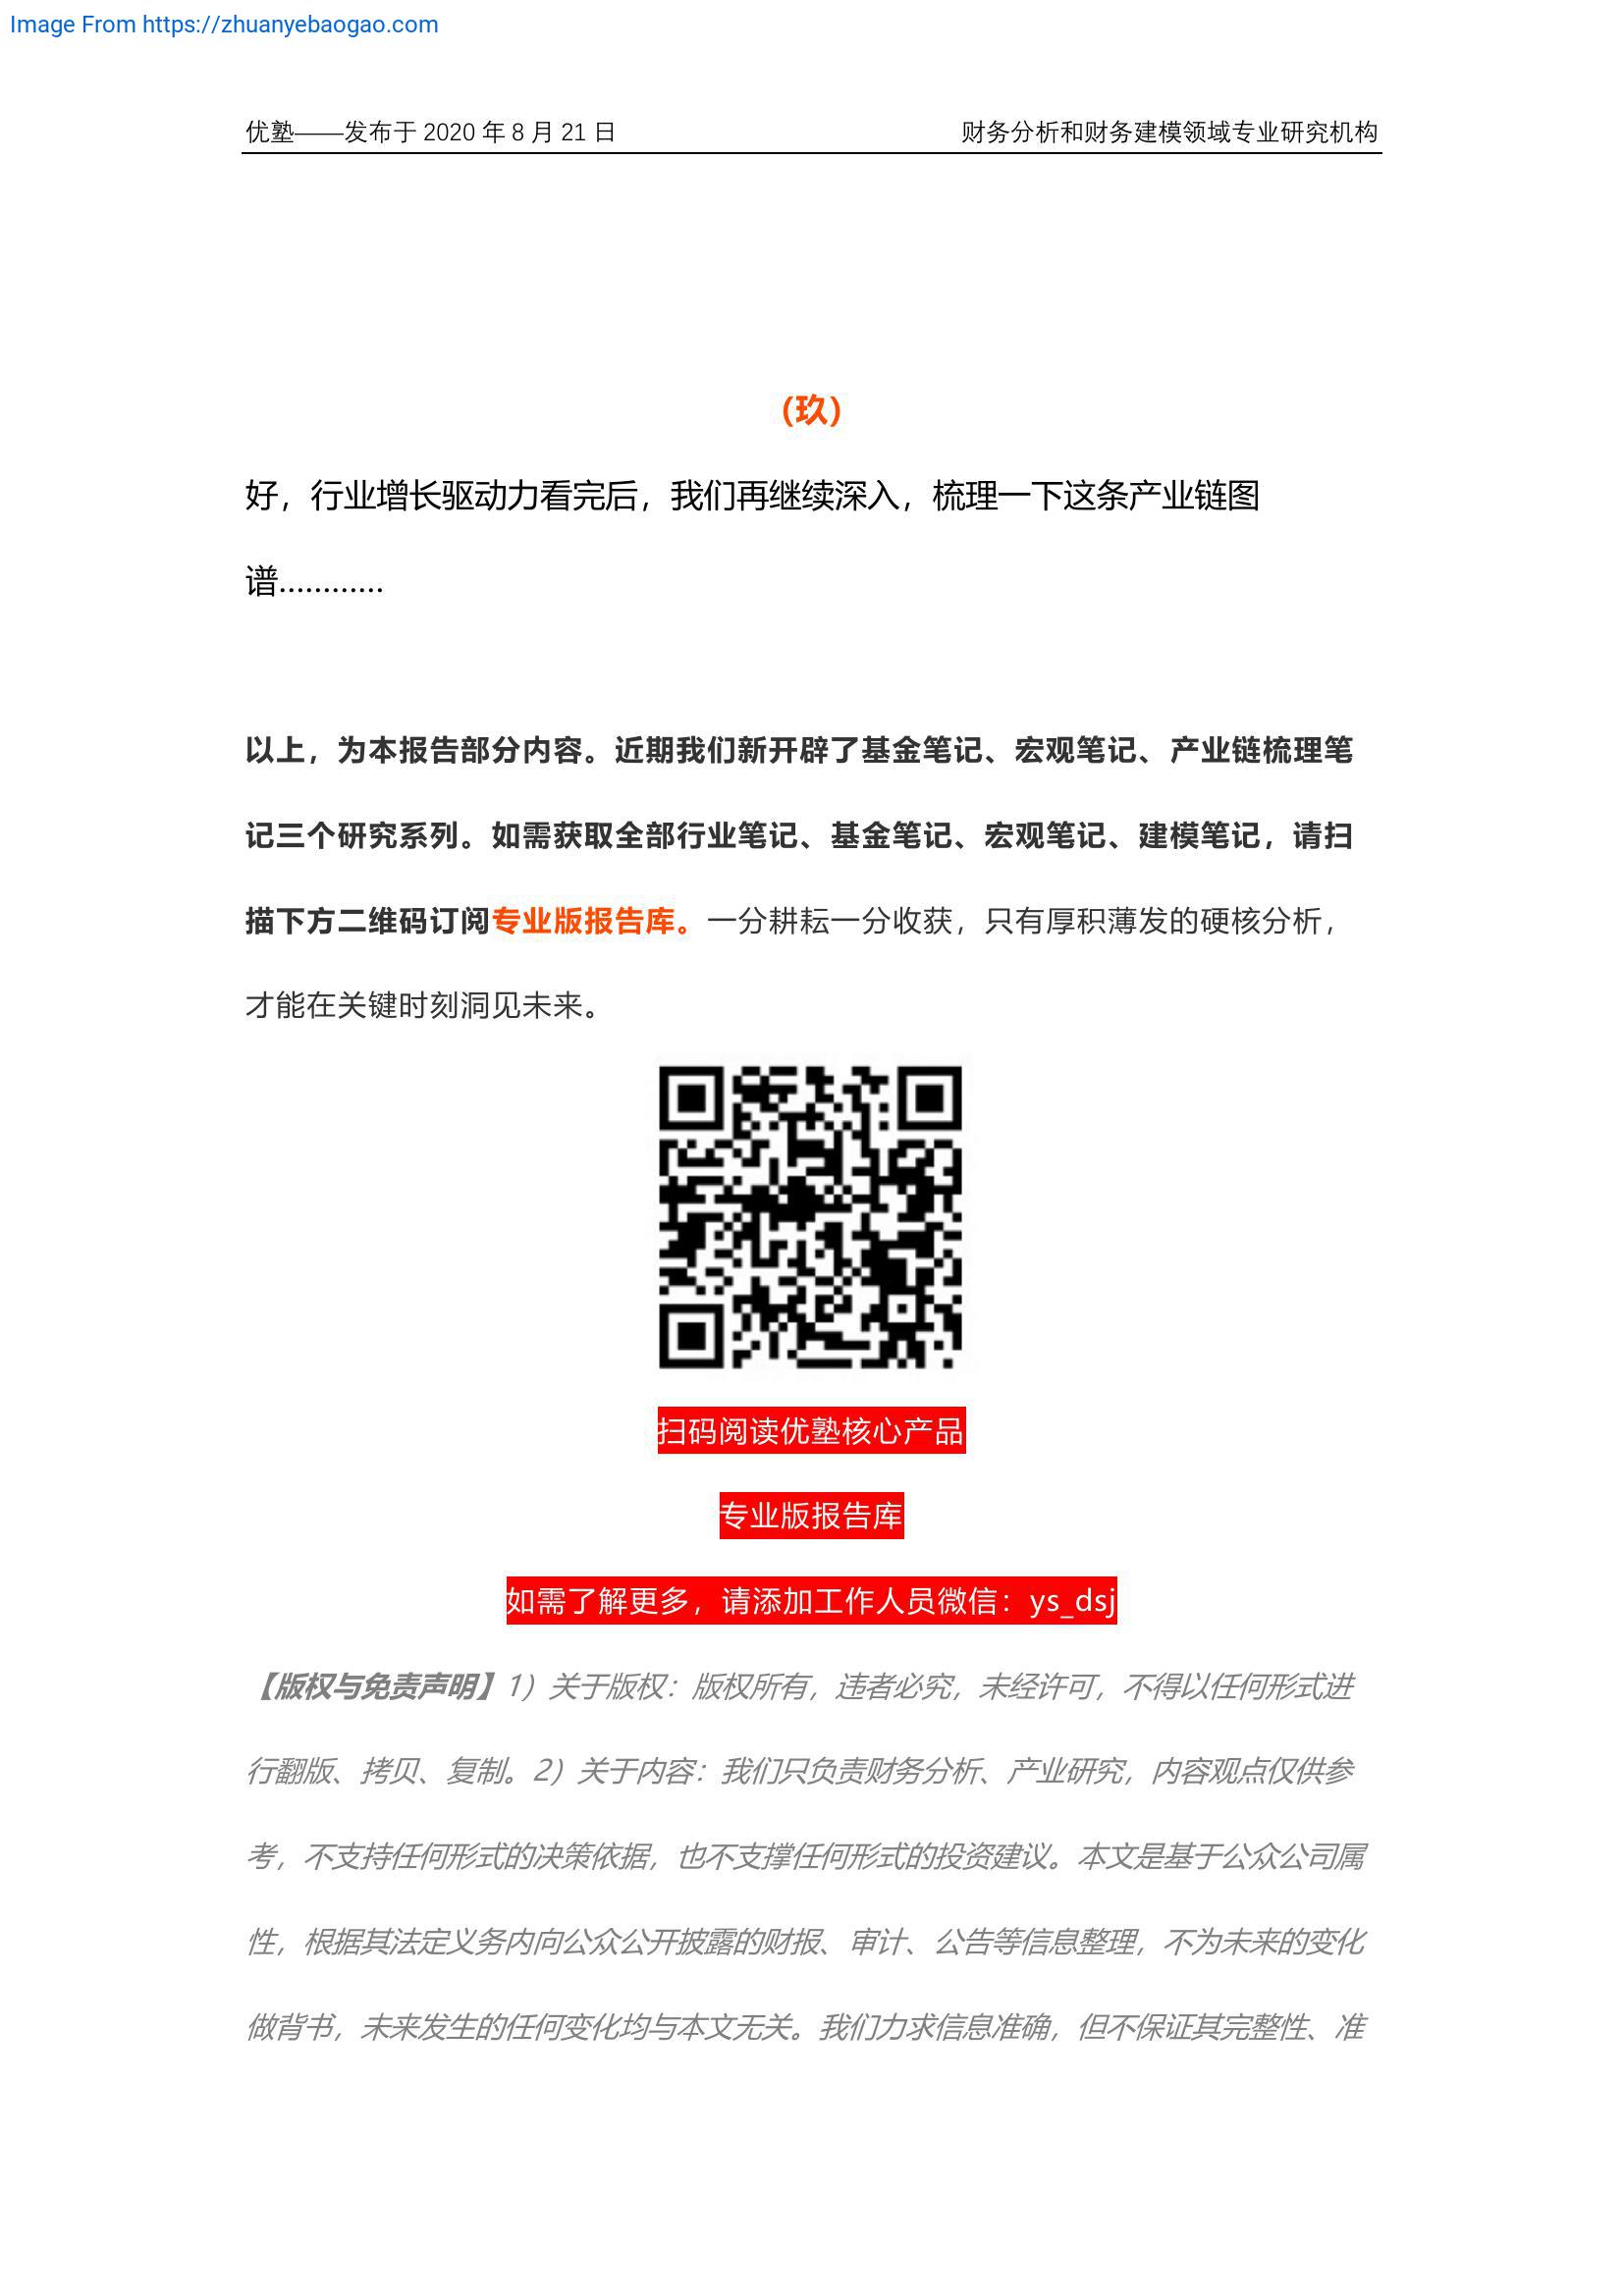 Image From https://zhuanyebaogao.com
优塾——发布于 2020 年 8 月 21 日 财务分析和财务建模领域专业研究机构
(玖)
好，行业增长驱动力看完后，我们再继续深入，梳理一下这条产业链图
谱…………
以上，为本报告部分内容。近期我们新开辟了基金笔记、宏观笔记、产业链梳理笔
记三个研究系列。如需获取全部行业笔记、基金笔记、宏观笔记、建模笔记，请扫
描下方二维码订阅专业版报告库。一分耕耘一分收获，只有厚积薄发的硬核分析，
才能在关键时刻洞见未来。
扫码阅读优塾核心产品
专业版报告库
如需了解更多，请添加工作人员微信：ys_dsj
【版权与免责声明】1）关于版权：版权所有，违者必究，未经许可，不得以任何形式进
行翻版、拷贝、复制。2）关于内容：我们只负责财务分析、产业研究，内容观点仅供参
考，不支持任何形式的决策依据，也不支撑任何形式的投资建议。本文是基于公众公司属
性，根据其法定义务内向公众公开披露的财报、审计、公告等信息整理，不为未来的变化
做背书，未来发生的任何变化均与本文无关。我们力求信息准确，但不保证其完整性、准